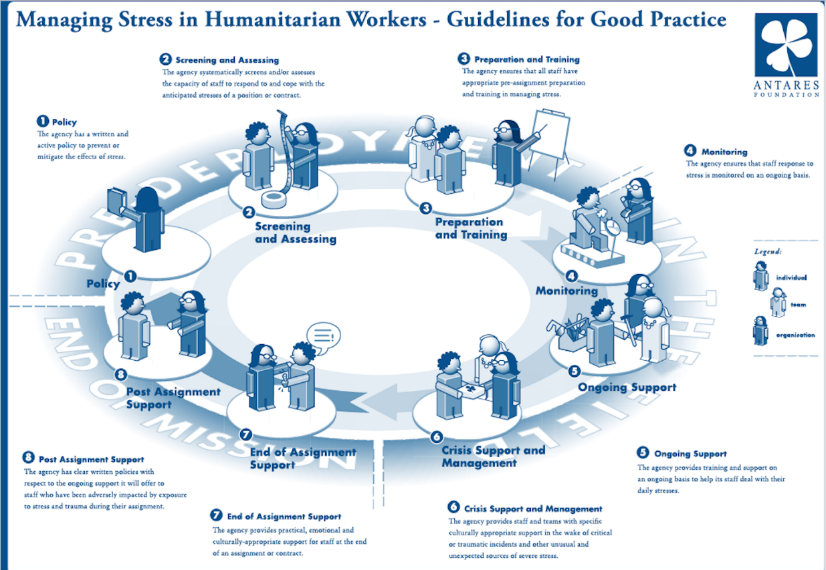 Managing Stress in Humanitarian Workers - Guidelines for Good Practice
ANTARES
FOUNDATION
2 Screening and Assessing
The agency systematically screens and/or assesses
the capacity of staff to respond to and cope with the
anticipated stresses of a position or contract.
3 Preparation and Training
The agency ensures that all staff have
appropriate pre-assignment preparation
and training in managing stress.
1 Policy
The agency has a written and
active policy to prevent or
mitigate the effects of stress.
4 Monitoring
The agency ensures that staff response to
stress is monitored on an ongoing basis.
PRE-DEPLOYMENT
IN THE FIELD
END OF MISSION
2
Screening
and Assessing
3
Preparation
and Training
Policy 1
4
Monitoring
5
Ongoing Support
6
Crisis Support and
Management
7
End of Assignment
Support
8
Post Assignment
Support
Legend:
individual
team
organisation
8 Post Assignment Support
The agency has clear written policies with
respect to the ongoing support it will offer to
staff who have been adversely impacted by exposure
to stress and trauma during their assignment.
7 End of Assignment Support
The agency provides practical, emotional and
culturally-appropriate support for staff at the end
of an assignment or contract.
6 Crisis Support and Management
The agency provides staff and teams with specific
culturally appropriate support in the wake of critical
or traumatic incidents and other unusual and
unexpected sources of severe stress.
5 Ongoing Support
The agency provides training and support on
an ongoing basis to help its staff deal with their
daily stresses.